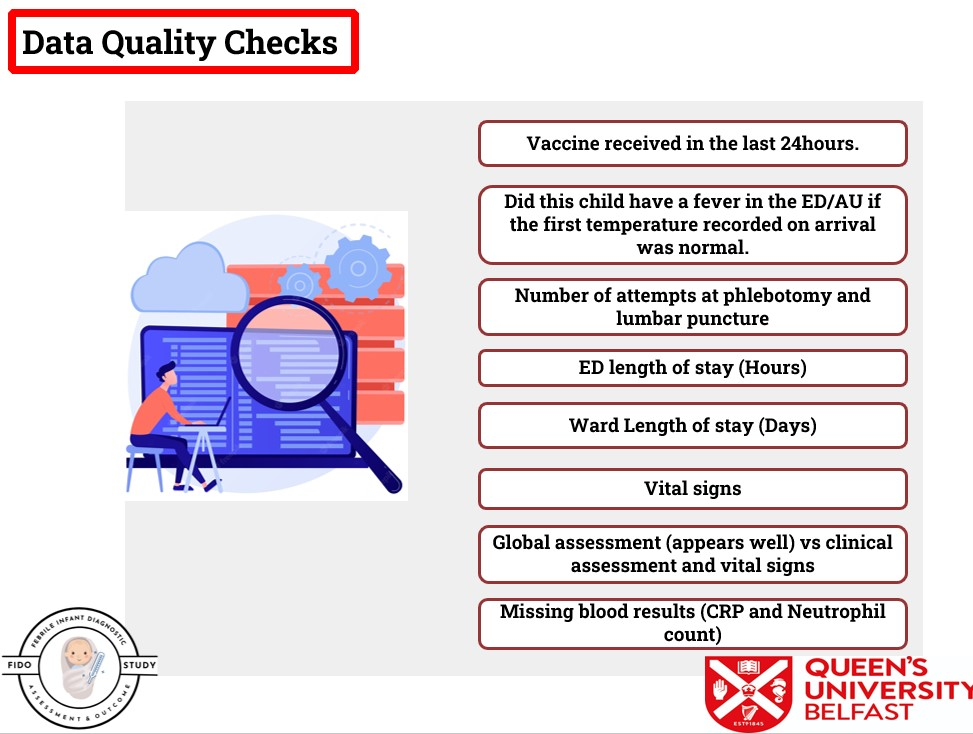 Data Quality Checks
Vaccine received in the last 24hours.
Did this child have a fever in the ED/AU if
the first temperature recorded on arrival
was normal.
Number of attempts at phlebotomy and
lumbar puncture
ED length of stay (Hours)
Ward Length of stay (Days)
Vital signs
Global assessment (appears well) vs clinical
assessment and vital signs
Missing blood results (CRP and Neutrophil
count)
FEBRILE INFANT DIAGNOSTIC
FIDO STUDY
ASSESSMENT & OUTCOME
QUEEN'S
UNIVERSITY
BELFAST
ESTD1845